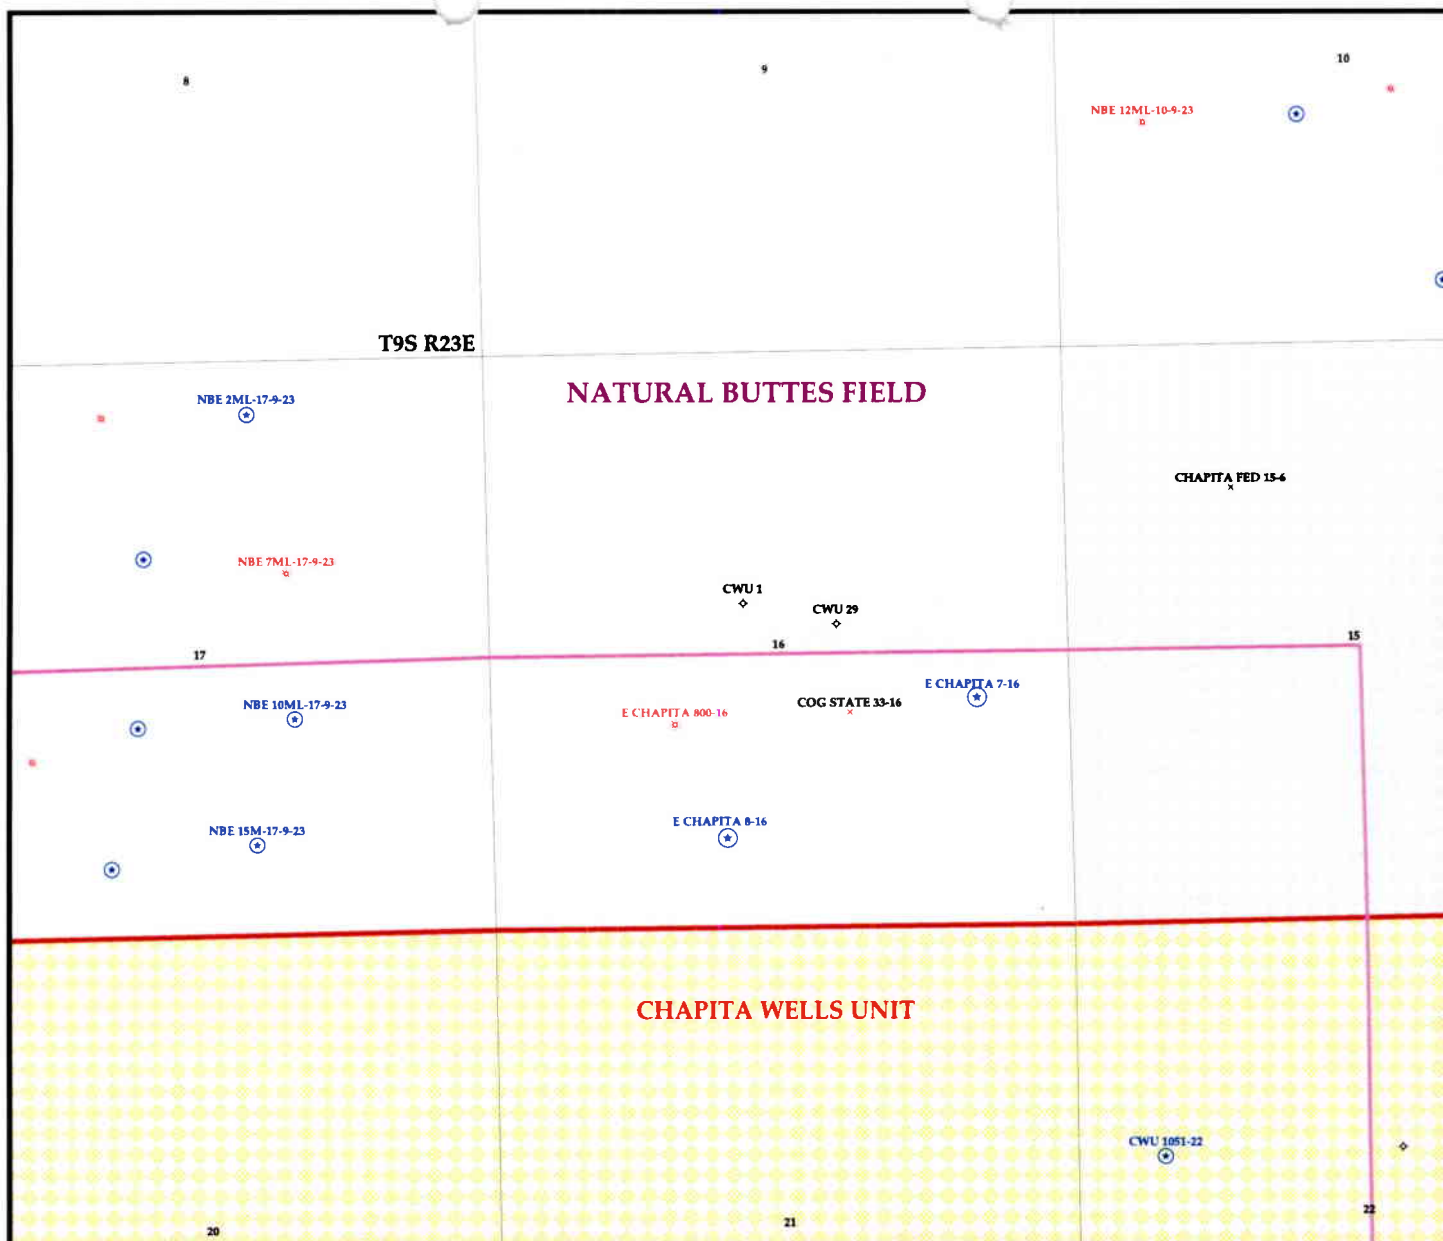 10
9
8
NBE 12ML-10-9-23
T9S R23E
NATURAL BUTTES FIELD
NBE 2ML-17-9-23
CHAPITA FED 15-6
NBE 7ML-17-9-23
CWU 1
CWU 29
15
16
17
E CHAPITA 7-16
COG STATE 33-16
NBE 10ML-17-9-23
E CHAPITA 800-16
E CHAPITA 8-16
NBE 15M-17-9-23
CHAPITA WELLS UNIT
CWU 1051-22
22
21
20